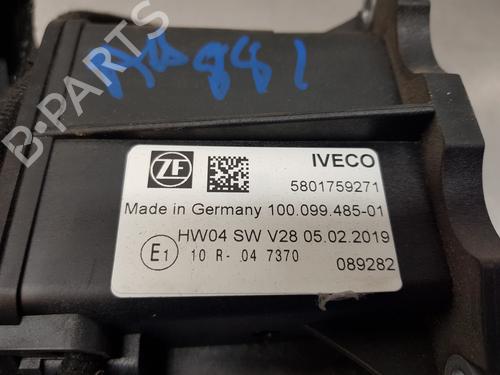 881
ZF
IVECO
5801759271
Made in Germany 100.099.485-01
HW04 SW V28 05.02.2019
E1 10 R- 04 7370
089282